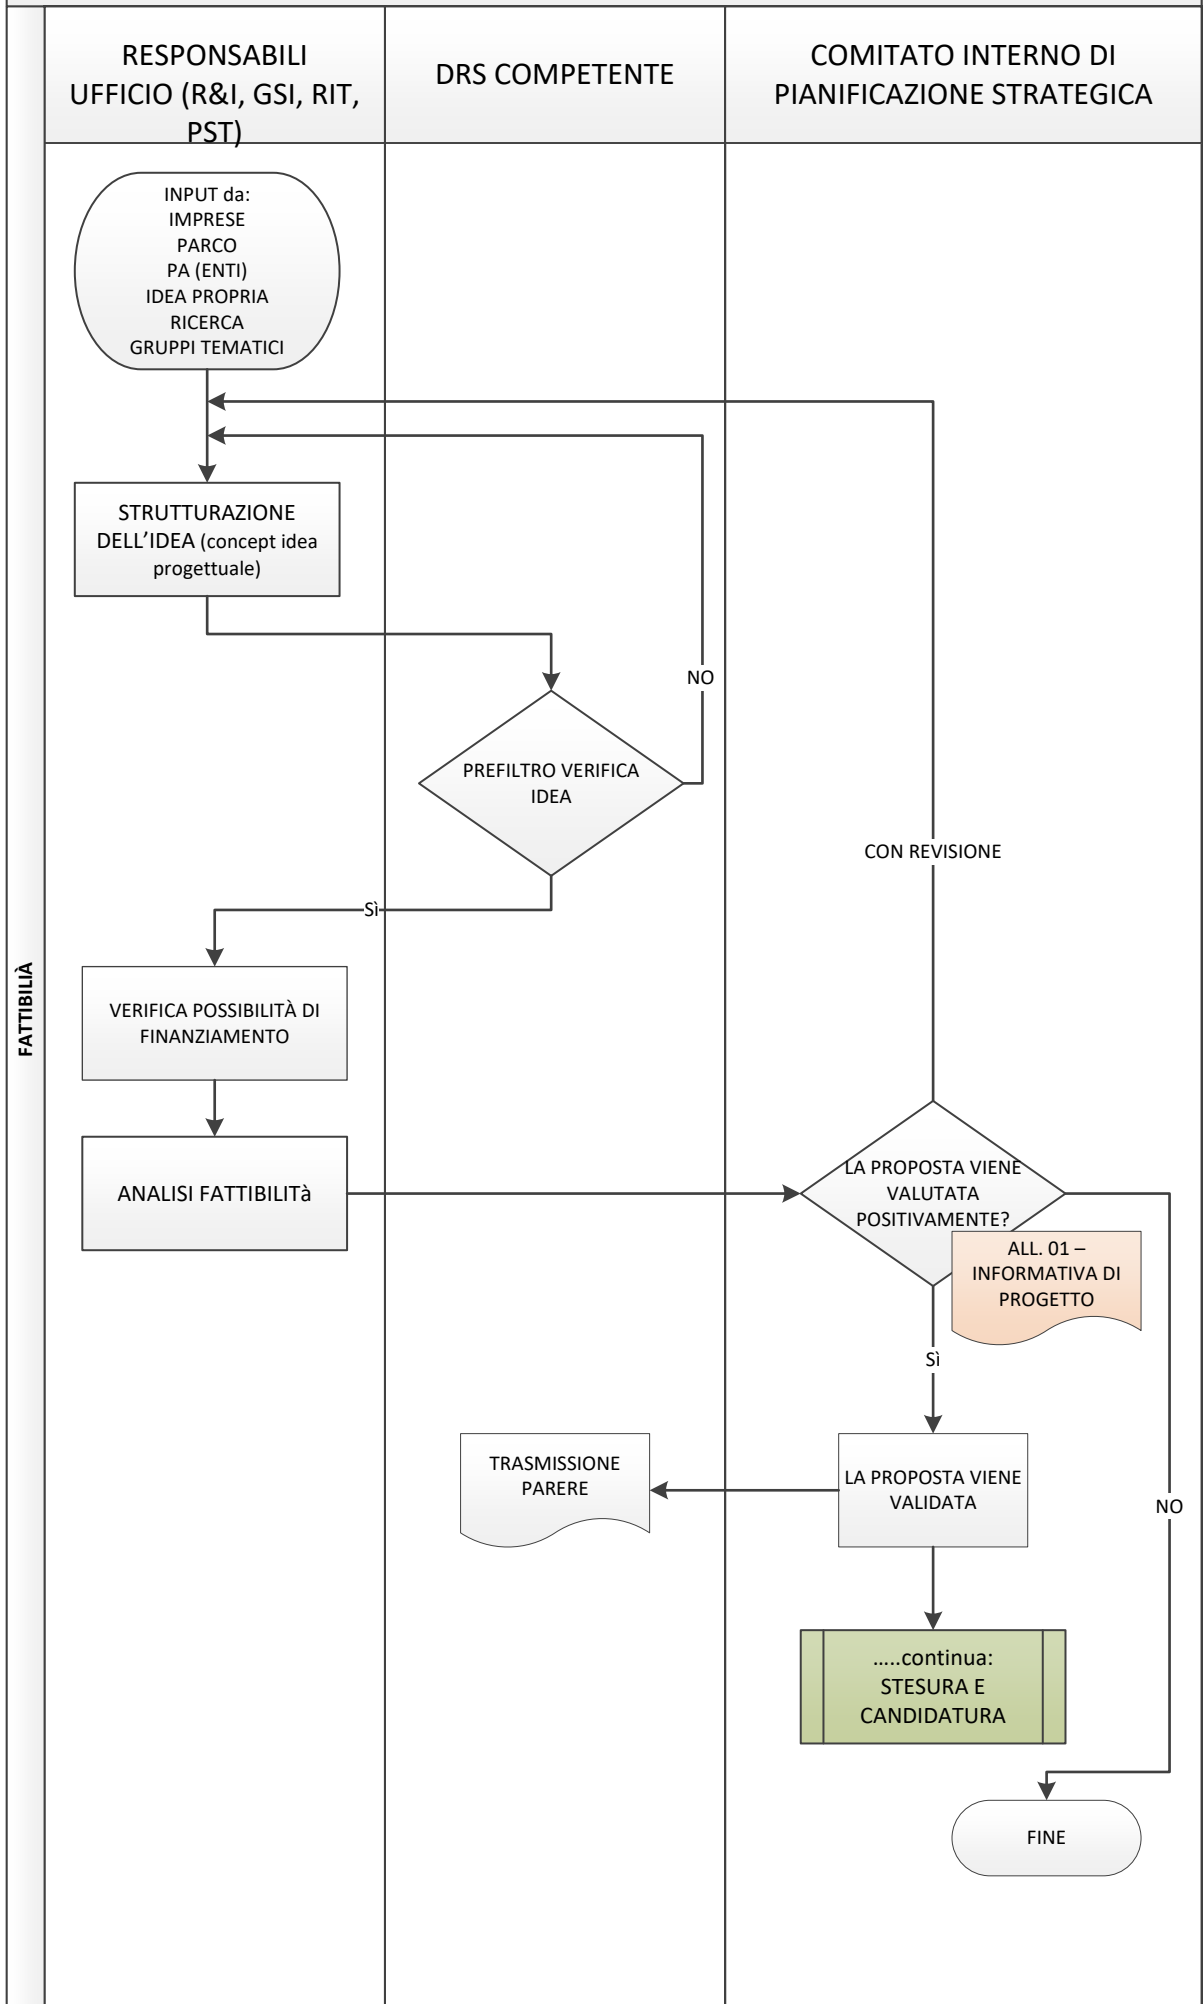 RESPONSABILI
UFFICIO (R&I, GSI, RIT,
PST)
DRS COMPETENTE
COMITATO INTERNO DI
PIANIFICAZIONE STRATEGICA
INPUT da:
IMPRESE
PARCO
PA (ENTI)
IDEA PROPRIA
RICERCA
GRUPPI TEMATICI
STRUTTURAZIONE
DELL’IDEA (concept idea
progettuale)
NO
PREFILTRO VERIFICA
IDEA
CON REVISIONE
Sì
FATTIBILIÀ
VERIFICA POSSIBILITÀ DI
FINANZIAMENTO
ANALISI FATTIBILITà
LA PROPOSTA VIENE
VALUTATA
POSITIVAMENTE?
ALL. 01 –
INFORMATIVA DI
PROGETTO
Sì
TRASMISSIONE
PARERE
LA PROPOSTA VIENE
VALIDATA
NO
…..continua:
STESURA E
CANDIDATURA
FINE